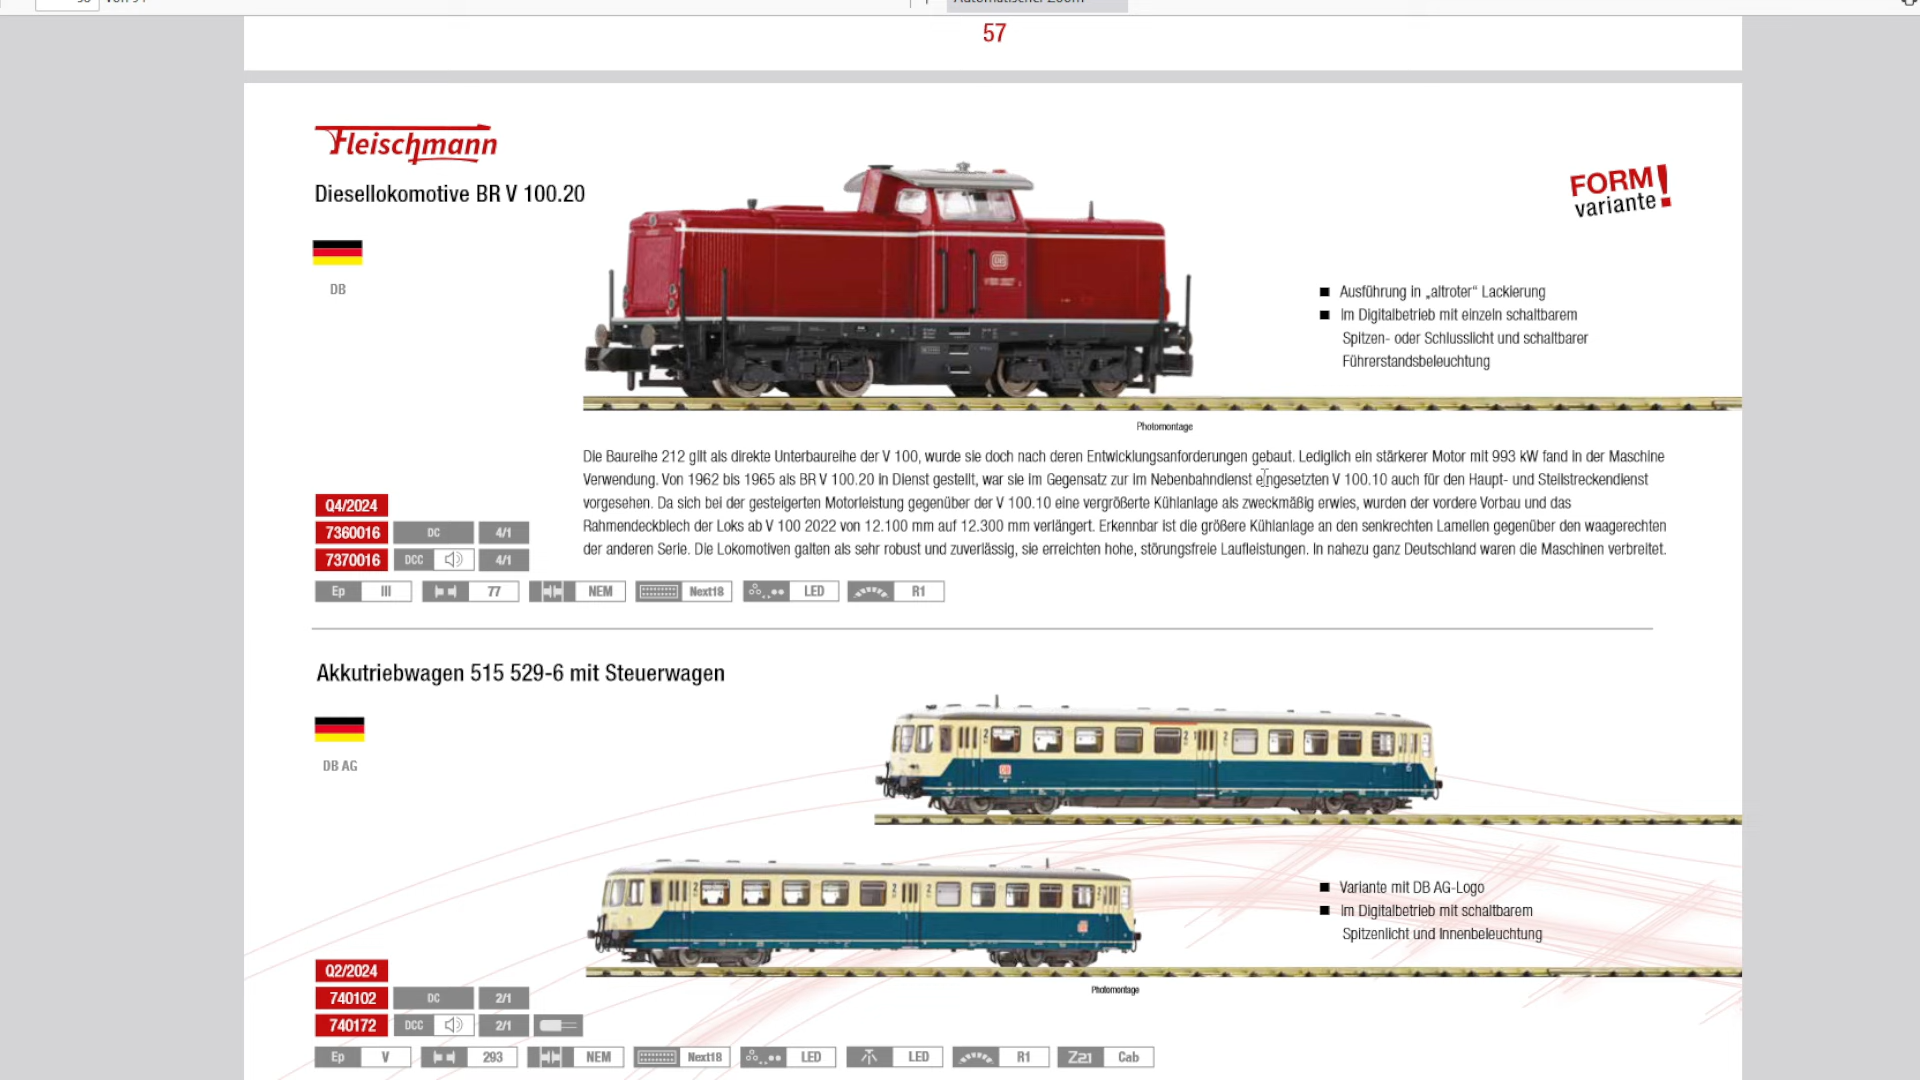 57
Fleischmann
Diesellokomotive BR V 100.20
FORM
variante!
DB
Ausführung in „altroter“ Lackierung
Im Digitalbetrieb mit einzeln schaltbarem
Spitzen- oder Schlusslicht und schaltbarer
Führerstandsbeleuchtung
Photomontage
Die Baureihe 212 gilt als direkte Unterbaureihe der V 100, wurde sie doch nach deren Entwicklungsanforderungen gebaut. Lediglich ein stärkerer Motor mit 993 kW fand in der Maschine
Verwendung. Von 1962 bis 1965 als BR V 100.20 in Dienst gestellt, war sie im Gegensatz zur im Nebenbahndienst eingesetzten V 100.10 auch für den Haupt- und Steilstreckendienst
vorgesehen. Da sich bei der gesteigerten Motorleistung gegenüber der V 100.10 eine vergrößerte Kühlanlage als zweckmäßig erwies, wurden der vordere Vorbau und das
Rahmendeckblech der Loks ab V 100 2022 von 12.100 mm auf 12.300 mm verlängert. Erkennbar ist die größere Kühlanlage an den senkrechten Lamellen gegenüber den waagerechten
der anderen Serie. Die Lokomotiven galten als sehr robust und zuverlässig, sie erreichten hohe, störungsfreie Laufleistungen. In nahezu ganz Deutschland waren die Maschinen verbreitet.
Q4/2024
7360016 DC 4/1
7370016 DCC 4/1
Ep III 77 NEM Next18 LED R1
Akkutriebwagen 515 529-6 mit Steuerwagen
DB AG
Variante mit DB AG-Logo
Im Digitalbetrieb mit schaltbarem
Spitzenlicht und Innenbeleuchtung
Photomontage
Q2/2024
740102 DC 2/1
740172 DCC 2/1
Ep V 293 NEM Next18 LED LED R1 Z21 Cab